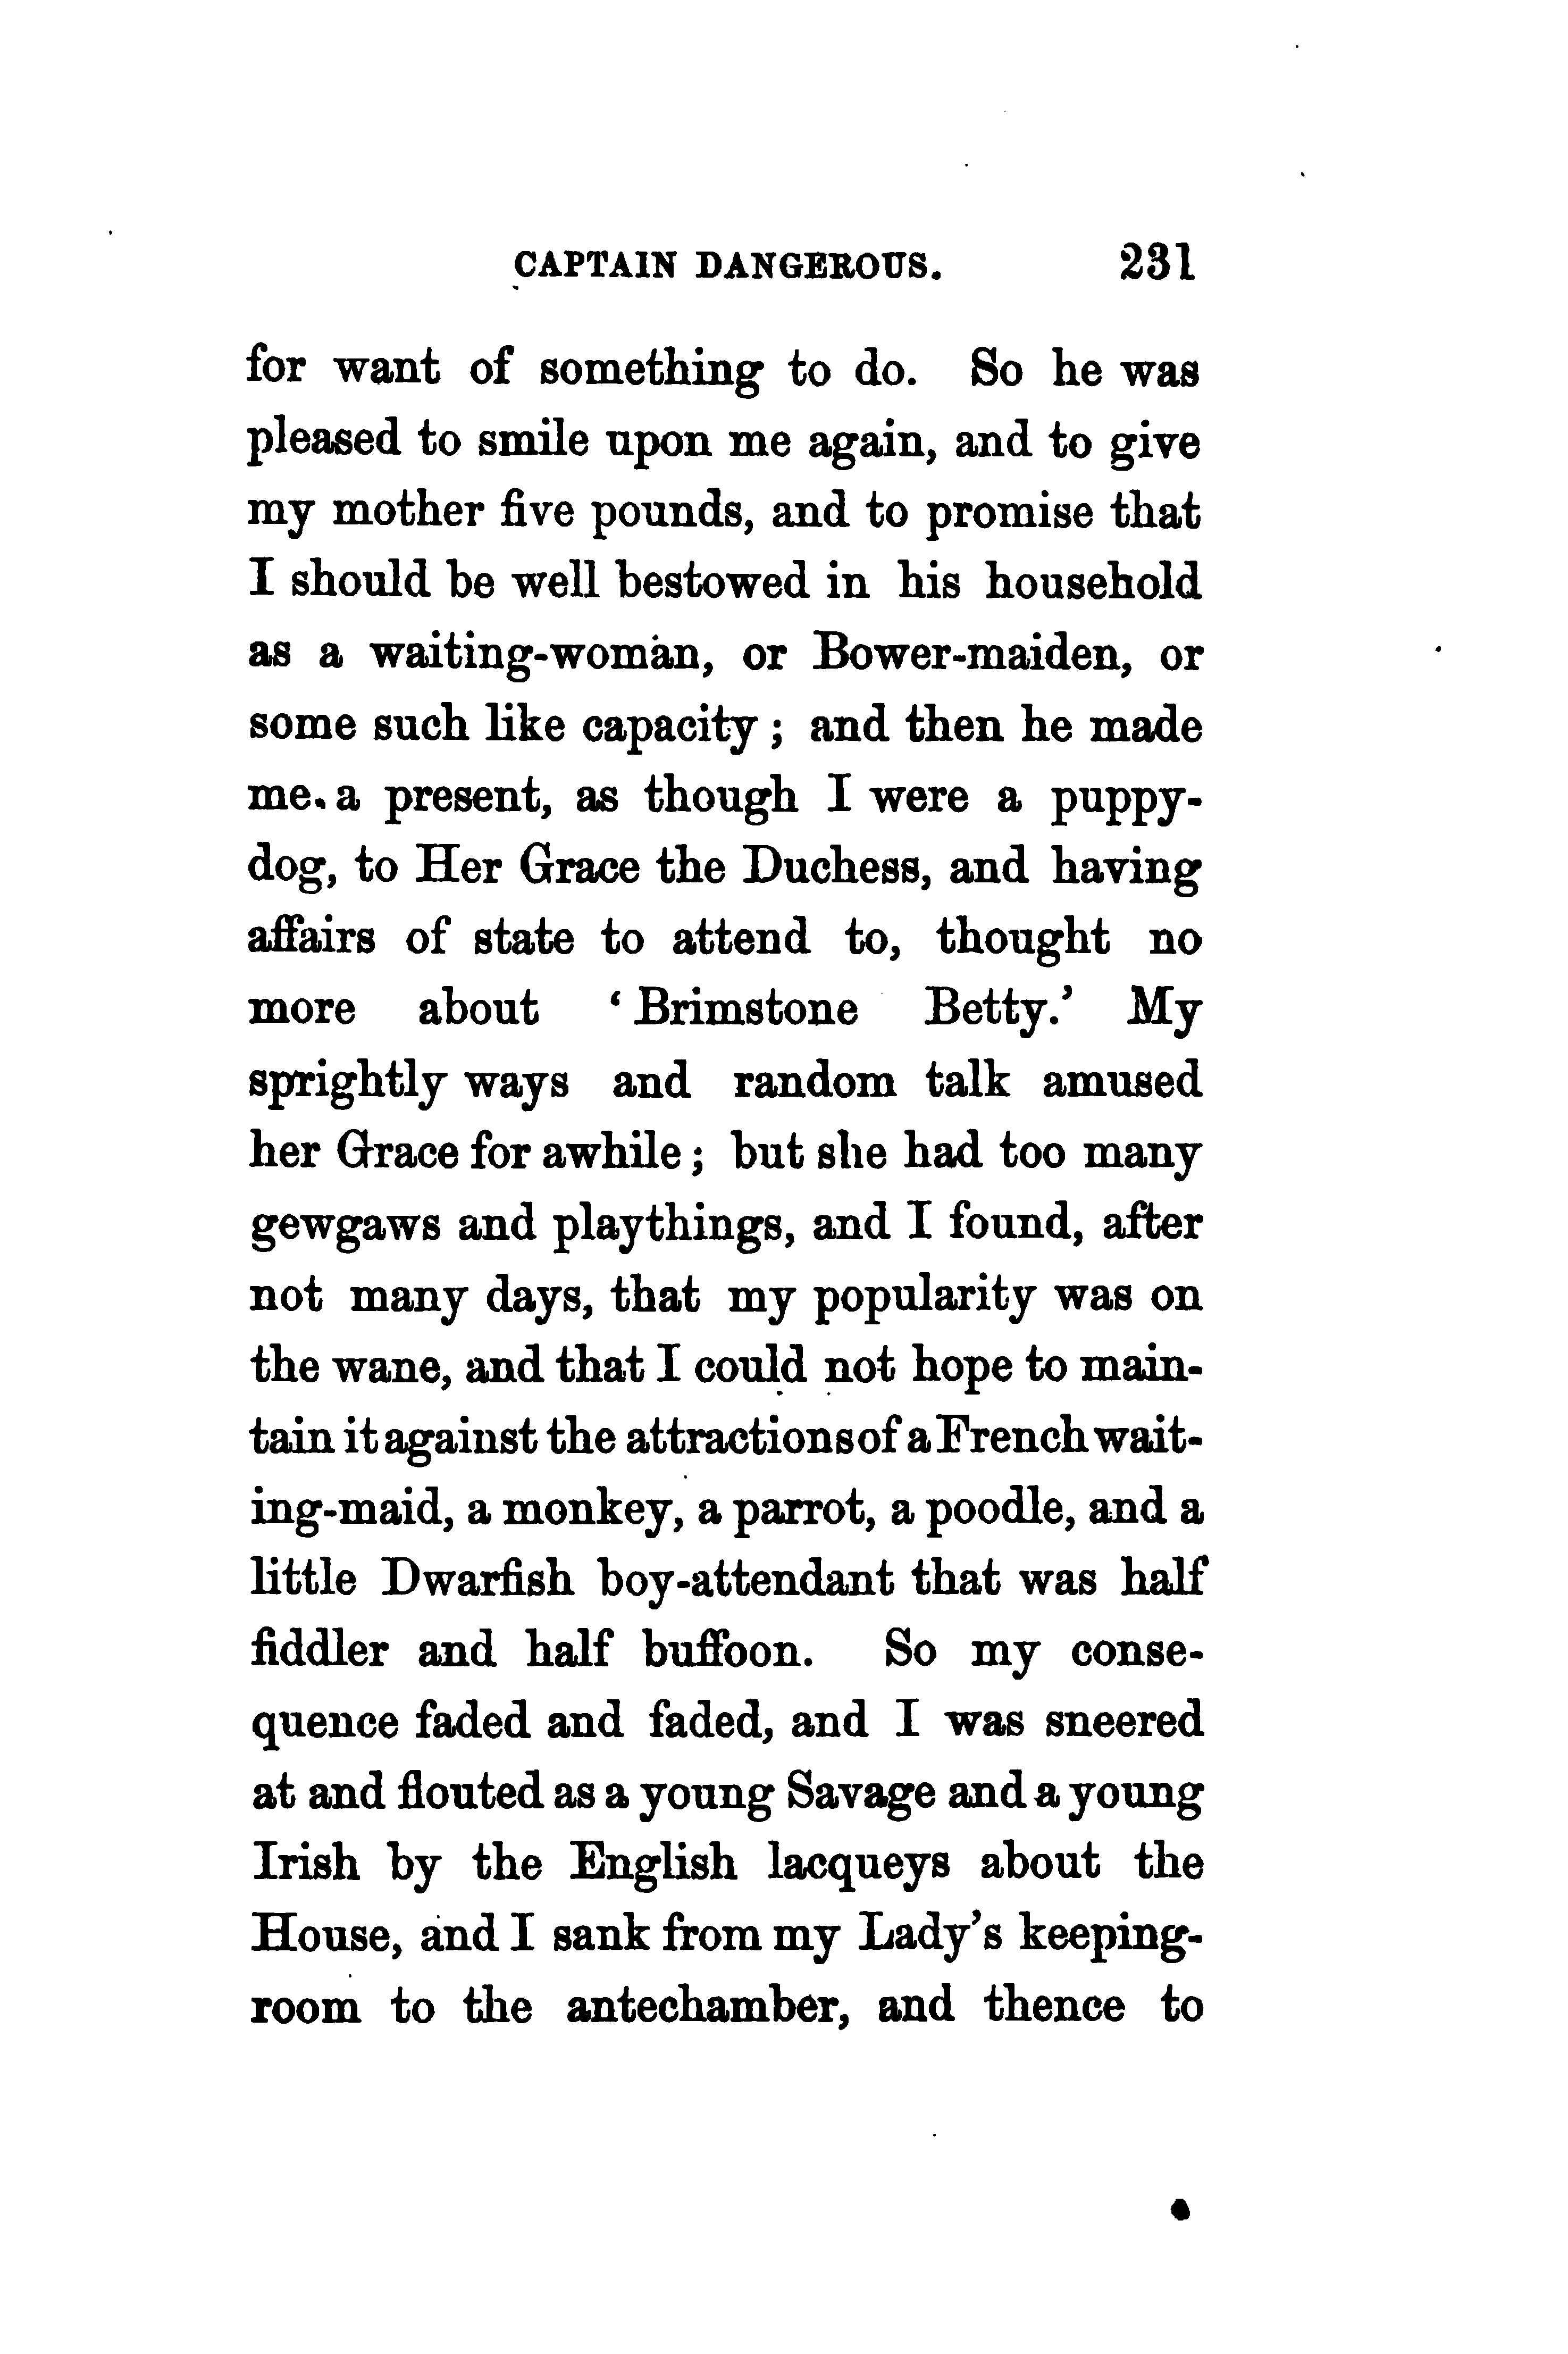 CAPTAIN DANGEROUS. 231
for want of something to do. So he was
pleased to smile upon me again, and to give
my mother five pounds, and to promise that
I should be well bestowed in his household
as a waiting-woman, or Bower-maiden, or
some such like capacity; and then he made
me a present, as though I were a puppy-
dog, to Her Grace the Duchess, and having
affairs of state to attend to, thought no
more about ‘Brimstone Betty.’ My
sprightly ways and random talk amused
her Grace for awhile; but she had too many
gewgaws and playthings, and I found, after
not many days, that my popularity was on
the wane, and that I could not hope to main-
tain it against the attractions of a French wait-
ing-maid, a monkey, a parrot, a poodle, and a
little Dwarfish boy-attendant that was half
fiddler and half buffoon. So my conse-
quence faded and faded, and I was sneered
at and flouted as a young Savage and a young
Irish by the English lacqueys about the
House, and I sank from my Lady’s keeping-
room to the antechamber, and thence to